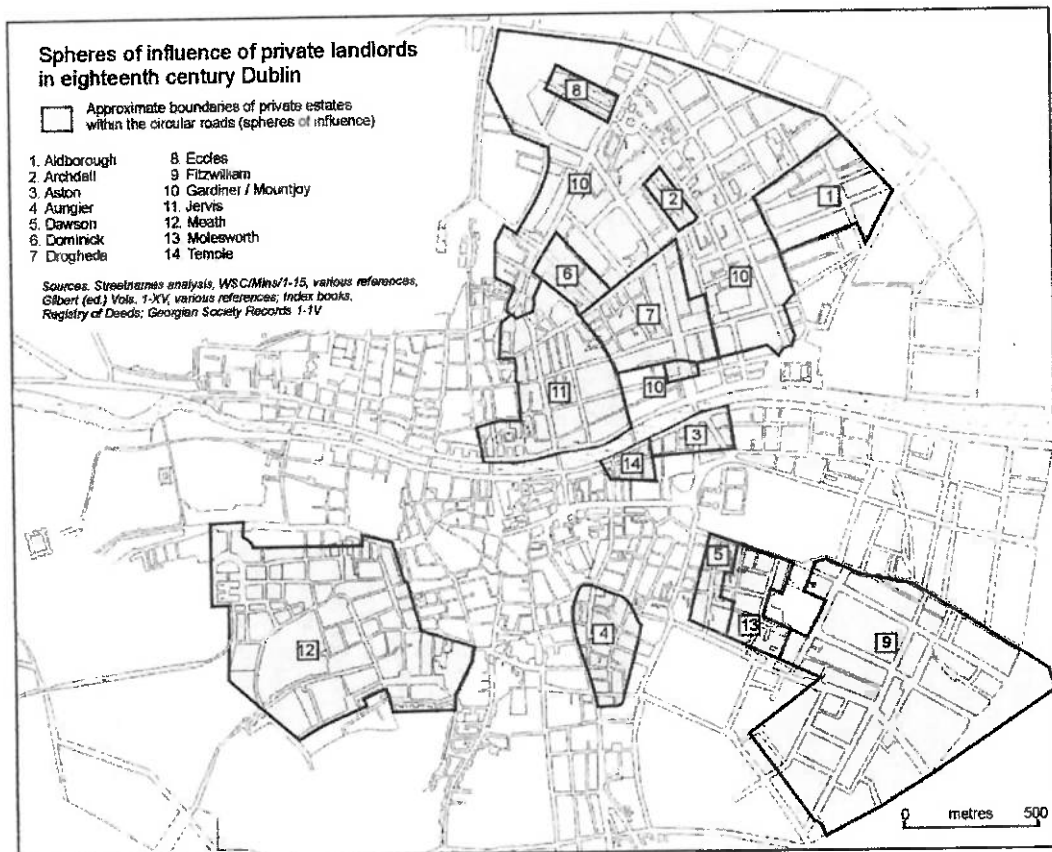 Spheres of influence of private landlords
in eighteenth century Dublin
Approximate boundaries of private estates
within the circular roads (spheres of influence)
1. Aldborough
2. Archdall
3. Aston
4 Aungier
5. Dawson
6. Dominick
7 Drogheda
8 Eccles
9 Fitzwilliam
10 Gardiner / Mountjoy
11. Jervis
12. Meath
13 Molesworth
14 Temple
Sources. Streetnames analysis, WSC/Mins/1-15, various references,
Gilbert (ed.) Vols. 1-XV, various references; Index books,
Registry of Deeds; Georgian Society Records 1-1V
8
10
2
1
6
10
7
11
10
3
14
5
13
4
9
12
0 metres 500